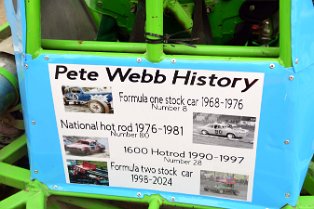 Pete Webb History
Formula one stock car 1968-1976
Number 8
National hot rod 1976-1981
Number 80
1600 Hotrod 1990-1997
Number 28
Formula two stock car
1998-2024